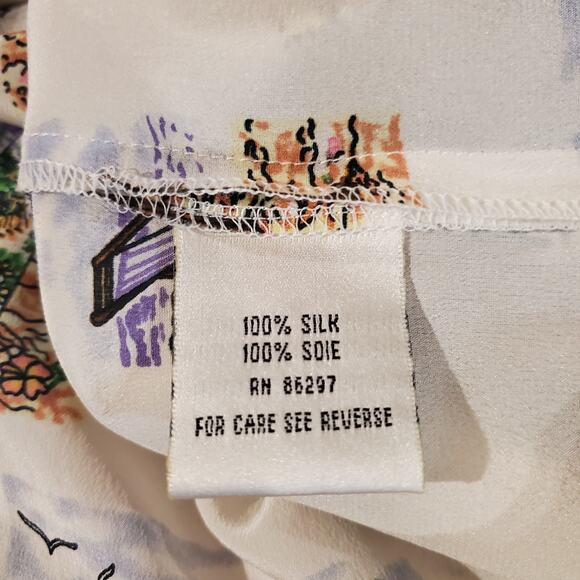 100% SILK
100% SOIE
RN 86297
FOR CARE SEE REVERSE